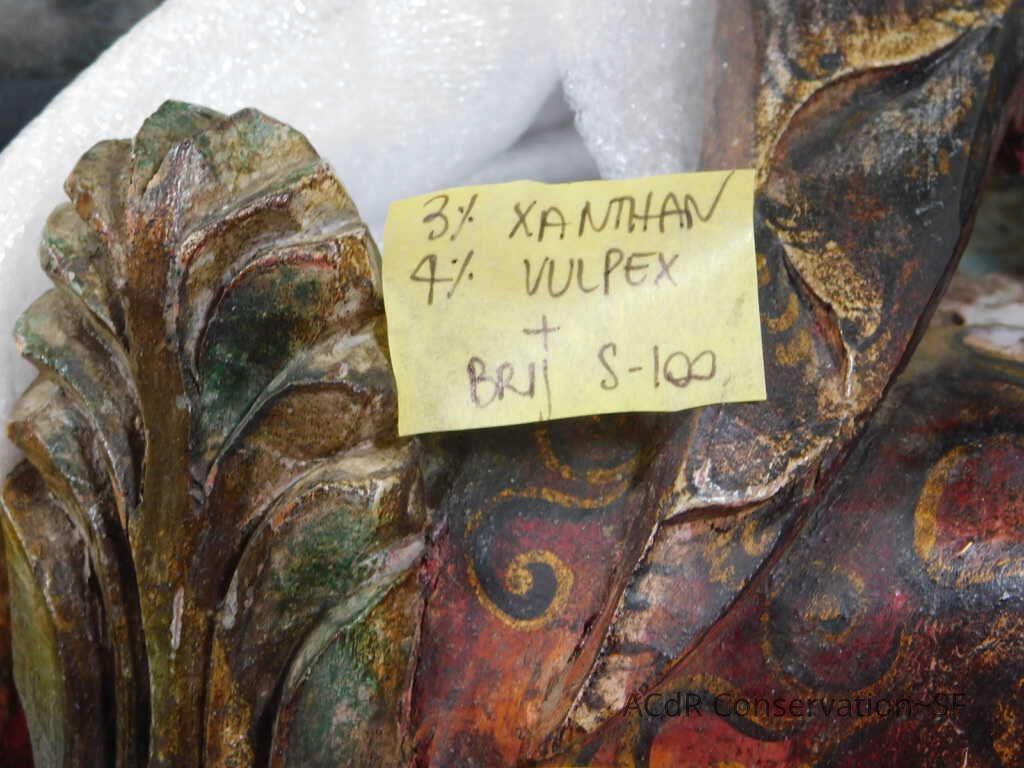 3% XANTHAN
4% VULPEX
+
BRIJ S-100
ACdR Conservation~SF